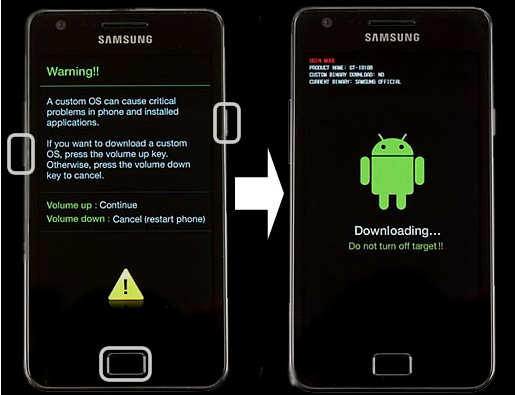 SAMSUNG
Warning!!
A custom OS can cause critical
problems in phone and installed
applications.
If you want to download a custom
OS, press the volume up key.
Otherwise, press the volume down
key to cancel.
Volume up : Continue
Volume down : Cancel (restart phone)
SAMSUNG
ODIN MODE
PRODUCT NAME: GT-I9100
CUSTOM BINARY DOWNLOAD: NO
CURRENT BINARY: SAMSUNG OFFICIAL
Downloading...
Do not turn off target !!